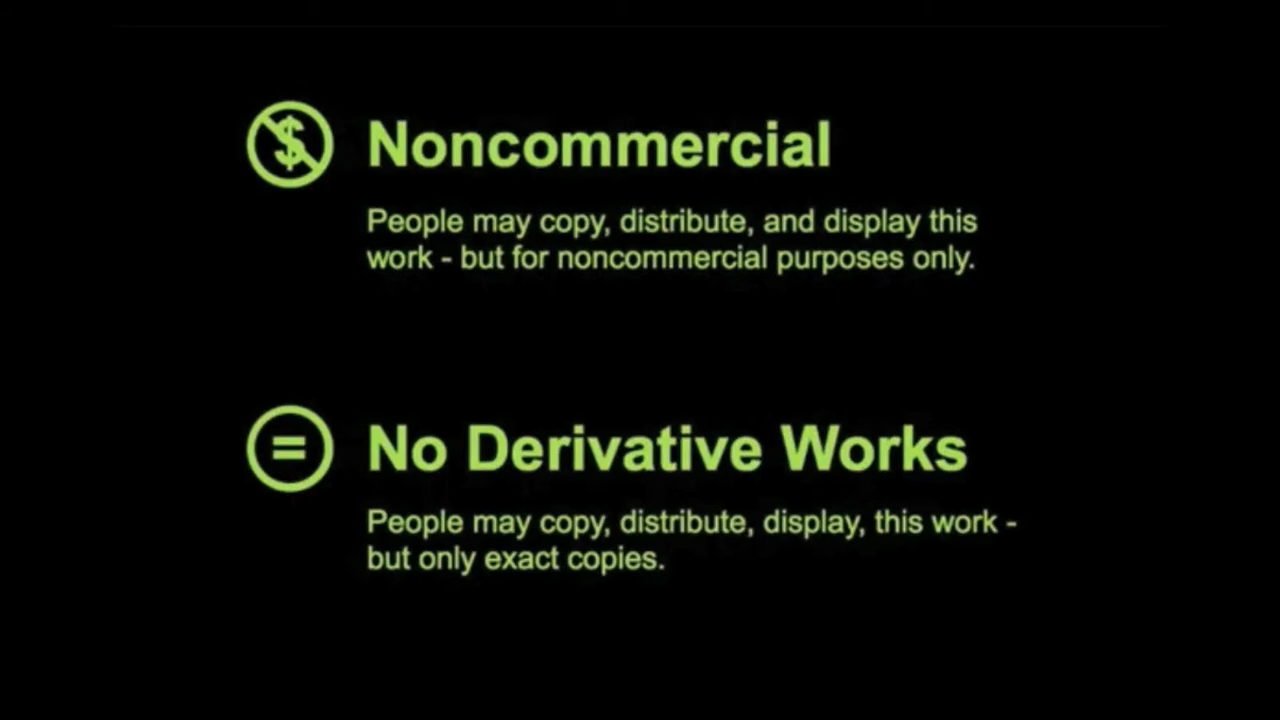 Noncommercial
People may copy, distribute, and display this
work - but for noncommercial purposes only.
No Derivative Works
People may copy, distribute, display, this work -
but only exact copies.